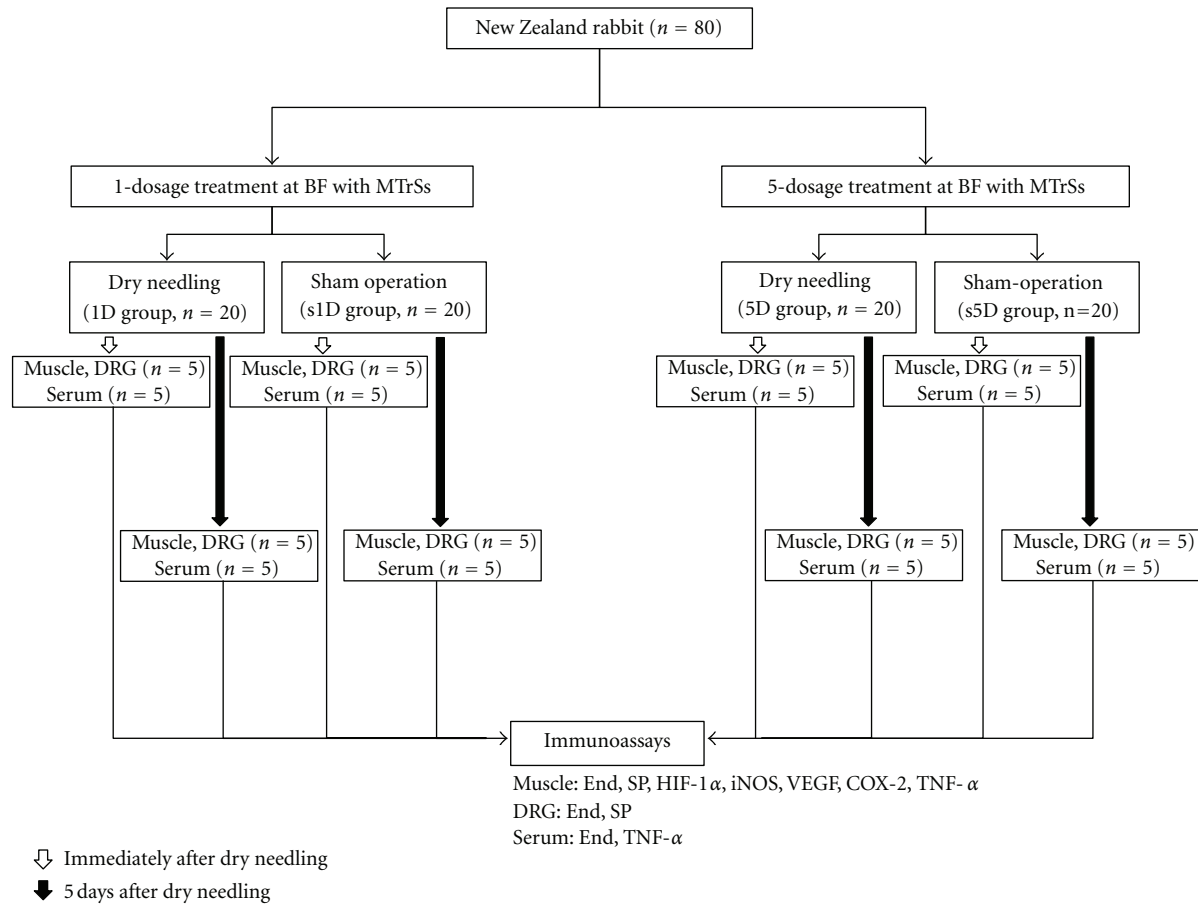 New Zealand rabbit (n = 80)
1-dosage treatment at BF with MTrSs
5-dosage treatment at BF with MTrSs
Dry needling
(1D group, n = 20)
Sham operation
(s1D group, n = 20)
Dry needling
(5D group, n = 20)
Sham-operation
(s5D group, n=20)
Muscle, DRG (n = 5)
Serum (n = 5)
Muscle, DRG (n = 5)
Serum (n = 5)
Muscle, DRG (n = 5)
Serum (n = 5)
Muscle, DRG (n = 5)
Serum (n = 5)
Muscle, DRG (n = 5)
Serum (n = 5)
Muscle, DRG (n = 5)
Serum (n = 5)
Muscle, DRG (n = 5)
Serum (n = 5)
Muscle, DRG (n = 5)
Serum (n = 5)
Immunoassays
Muscle: End, SP, HIF-1α, iNOS, VEGF, COX-2, TNF-α
DRG: End, SP
Serum: End, TNF-α
Immediately after dry needling
5 days after dry needling